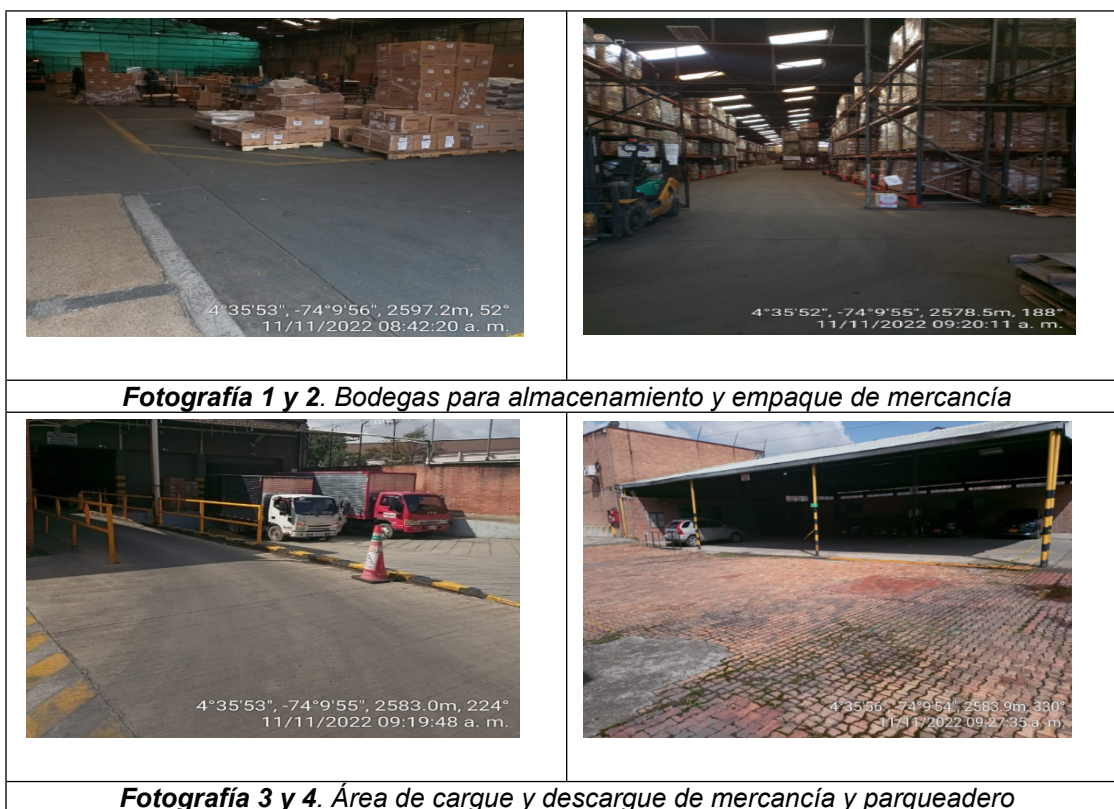 4°35'53", -74°9'56", 2597.2m, 52°
11/11/2022 08:42:20 a. m.
4°35'52", -74°9'55", 2578.5m, 188°
11/11/2022 09:20:11 a. m.
Fotografía 1 y 2. Bodegas para almacenamiento y empaque de mercancía
4°35'53", -74°9'55", 2583.0m, 224°
11/11/2022 09:19:48 a. m.
4°35'56", -74°9'54", 2583.9m, 330°
11/11/2022 09:27:35 a. m.
Fotografía 3 y 4. Área de cargue y descargue de mercancía y parqueadero